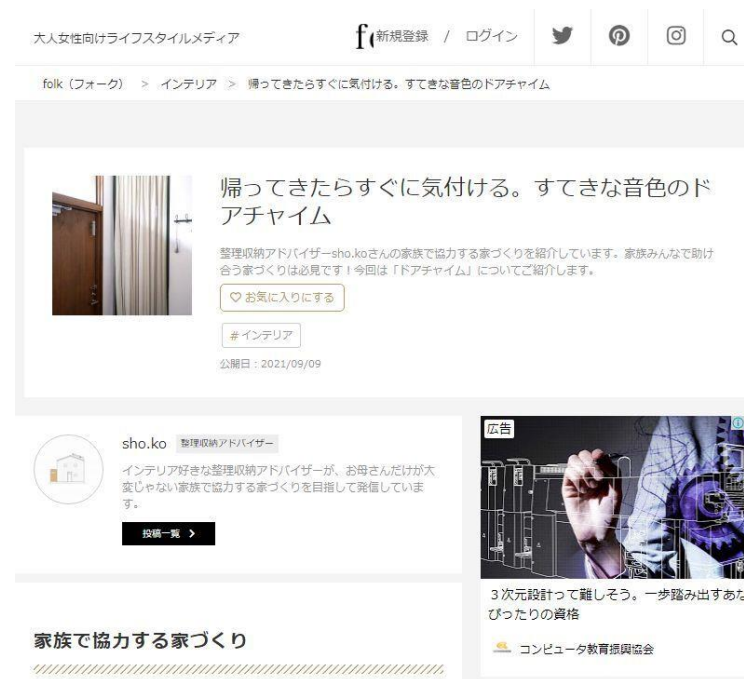 大人女性向けライフスタイルメディア
新規登録 / ログイン
folk（フォーク） > インテリア > 帰ってきたらすぐに気付ける。すてきな音色のドアチャイム
帰ってきたらすぐに気付ける。すてきな音色のド
アチャイム
整理収納アドバイザーsho.koさんの家族で協力する家づくりを紹介しています。家族みんなで助け
合う家づくりは必見です！今回は「ドアチャイム」についてご紹介します。
♡ お気に入りにする
#インテリア
公開日：2021/09/09
sho.ko 整理収納アドバイザー
インテリア好きな整理収納アドバイザーが、お母さんだけが大
変じゃない家族で協力する家づくりを目指して発信していま
す。
投稿一覧 >
広告
３次元設計って難しそう。一歩踏み出すあな
ぴったりの資格
コンピュータ教育振興協会
家族で協力する家づくり